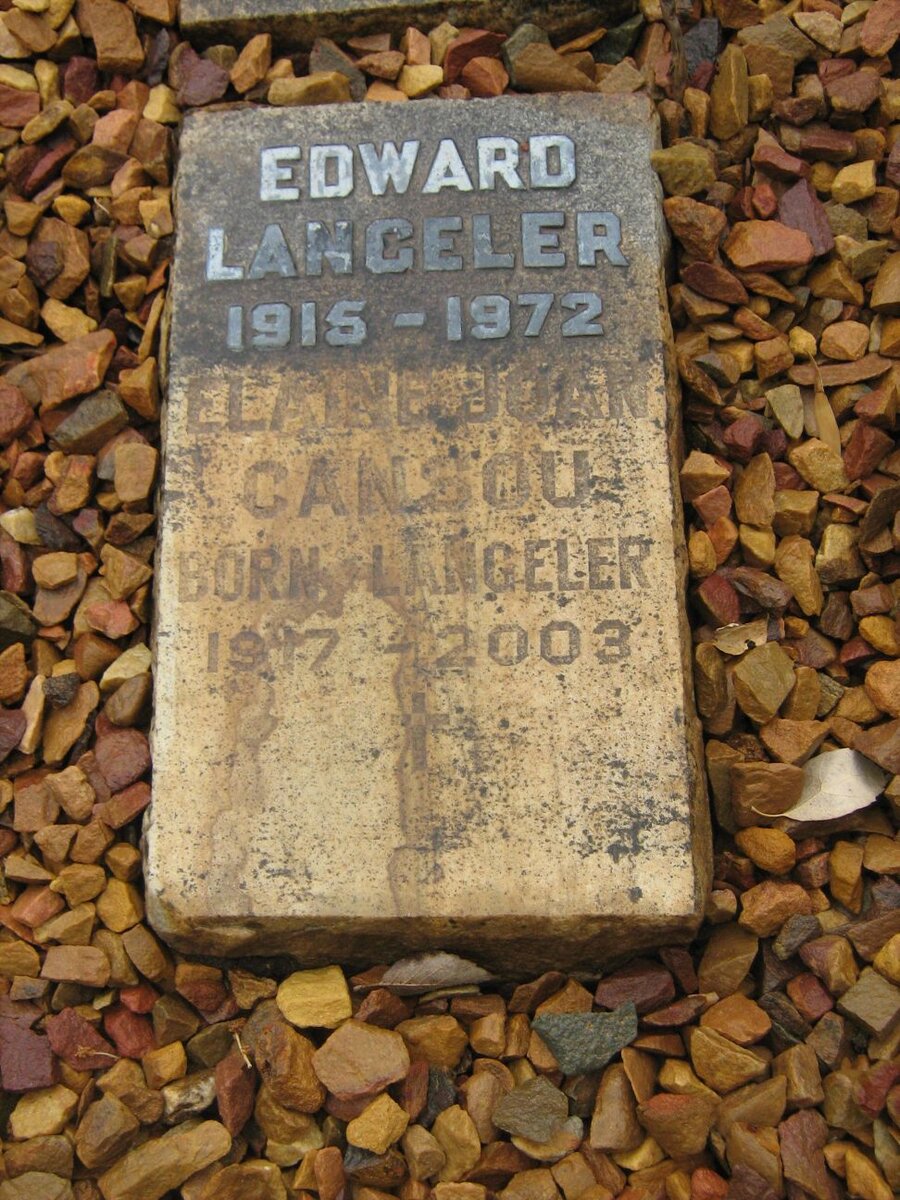 EDWARD
LANGELER
1915 - 1972
ELAINE JOAN
CANSOU
BORN LANGELER
1917 - 2003